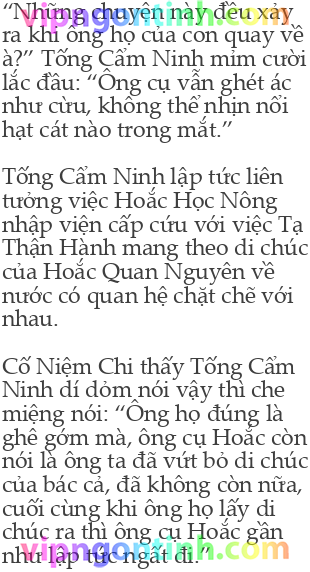 “Nhưng chuyện này đều xảy
ra khi ông họ của con quay về
à?” Tống Cẩm Ninh mỉm cười
lắc đầu: “Ông cụ vẫn ghét ác
như cừu, không thể nhịn nổi
hạt cát nào trong mắt.”

Tống Cẩm Ninh lập tức liên
tưởng việc Hoắc Học Nông
nhập viện cấp cứu với việc Tạ
Thận Hành mang theo di chúc
của Hoắc Quan Nguyên về
nước có quan hệ chặt chẽ với
nhau.

Cố Niệm Chi thấy Tống Cẩm
Ninh dí dỏm nói vậy thì che
miệng nói: “Ông họ đúng là
ghê gớm mà, ông cụ Hoắc còn
nói là ông ta đã vứt bỏ di chúc
của bác cả, đã không còn nữa,
cuối cùng khi ông họ lấy di
chúc ra thì ông cụ Hoắc gần
như lập tức ngất đi.”
vipngontinh.com
vipngontinh.com